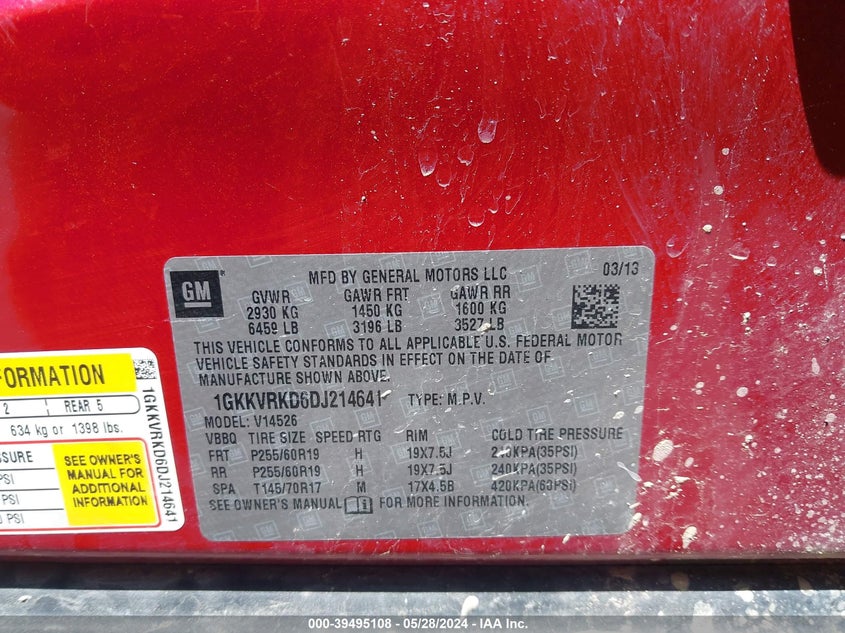 GM
MFD BY GENERAL MOTORS LLC 03/13
GVWR GAWR FRT GAWR RR
2930 KG 1450 KG 1600 KG
6459 LB 3196 LB 3527 LB
THIS VEHICLE CONFORMS TO ALL APPLICABLE U.S. FEDERAL MOTOR
VEHICLE SAFETY STANDARDS IN EFFECT ON THE DATE OF
MANUFACTURE SHOWN ABOVE.
1GKKVRKD6DJ214641 TYPE: M.P.V.
MODEL: V14526
VBBQ TIRE SIZE SPEED RTG RIM COLD TIRE PRESSURE
FRT P255/60R19 H 19X7.5J 240KPA(35PSI)
RR P255/60R19 H 19X7.5J 240KPA(35PSI)
SPA T145/70R17 M 17X4.5B 420KPA(60PSI)
SEE OWNER'S MANUAL FOR MORE INFORMATION.
FORMATION
2 REAR 5
634 kg or 1398 lbs.
SSURE
PSI
PSI
PSI
SEE OWNER'S
MANUAL FOR
ADDITIONAL
INFORMATION
1GKKVRKD6DJ214641
000-39495108 - 05/28/2024 - IAA Inc.